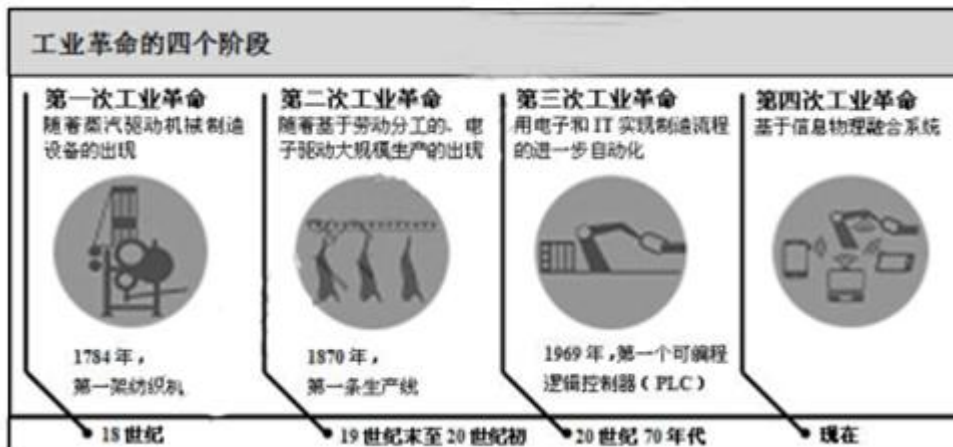 工业革命的四个阶段
第一次工业革命
随着蒸汽驱动机械制造
设备的出现
1784年，
第一架纺织机
18世纪
第二次工业革命
随着基于劳动分工的、电
子驱动大规模生产的出现
1870年，
第一条生产线
19世纪末至20世纪初
第三次工业革命
用电子和IT实现制造流程
的进一步自动化
1969年，第一个可编程
逻辑控制器（PLC）
20世纪70年代
第四次工业革命
基于信息物理融合系统
现在